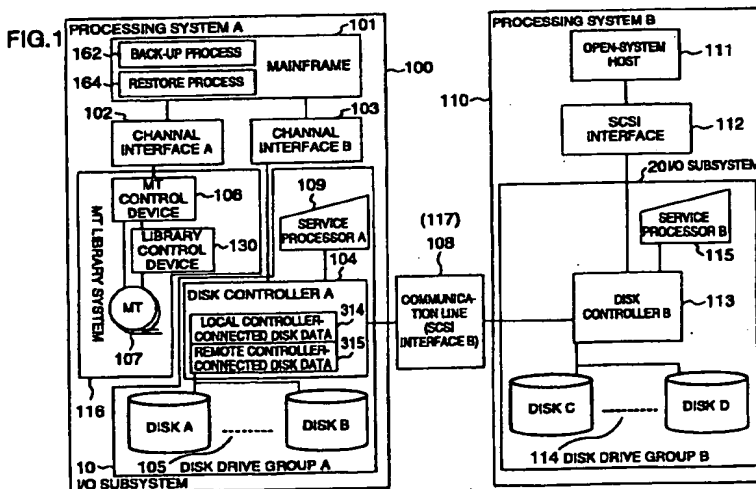 FIG.1
PROCESSING SYSTEM A
101
162
BACK-UP PROCESS
164
RESTORE PROCESS
MAINFRAME
100
102
103
CHANNAL
INTERFACE A
CHANNAL
INTERFACE B
MT CONTROL
DEVICE
106
LIBRARY CONTROL
DEVICE
130
MT LIBRARY SYSTEM
MT
107
116
109
SERVICE
PROCESSOR A
104
DISK CONTROLLER A
314
LOCAL CONTROLLER-
CONNECTED DISK DATA
315
REMOTE CONTROLLER-
CONNECTED DISK DATA
DISK A
DISK B
10
105
DISK DRIVE GROUP A
I/O SUBSYSTEM
(117)
108
COMMUNICA-
TION LINE
(SCSI
INTERFACE B)
PROCESSING SYSTEM B
110
OPEN-SYSTEM
HOST
111
SCSI
INTERFACE
112
20
I/O SUBSYSTEM
SERVICE
PROCESSOR B
115
DISK
CONTROLLER B
113
DISK C
DISK D
114
DISK DRIVE GROUP B